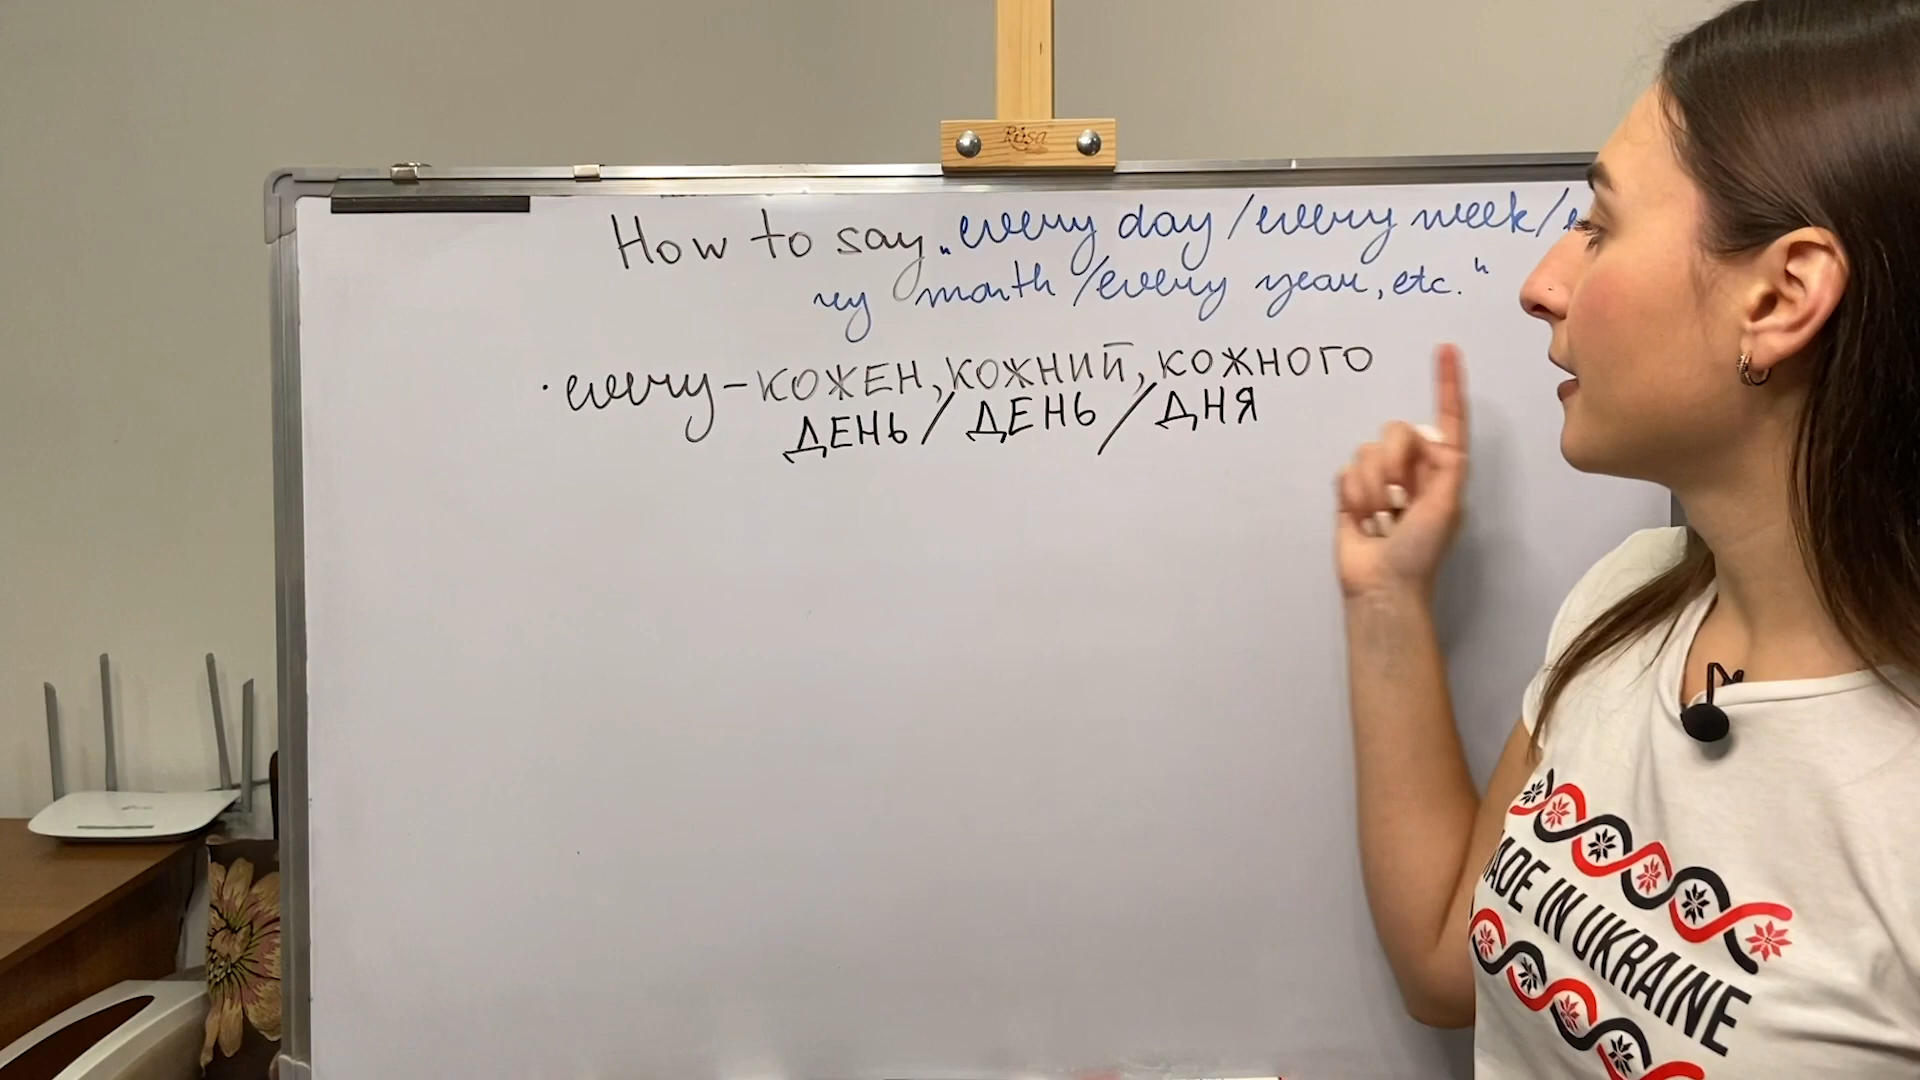 Rosa
How to say „every day / every week / e
ry month / every year, etc."
· every – КОЖЕН, КОЖНИЙ, КОЖНОГО
ДЕНЬ / ДЕНЬ / ДНЯ
MADE IN UKRAINE